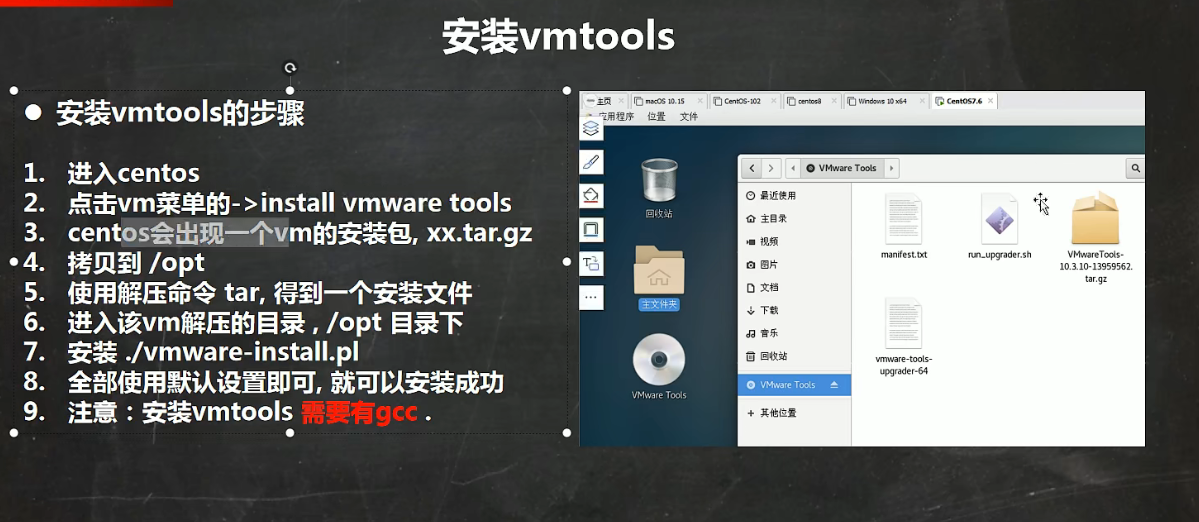 安装vmtools
安装vmtools的步骤
1. 进入centos
2. 点击vm菜单的->install vmware tools
3. centos会出现一个vm的安装包, xx.tar.gz
4. 拷贝到 /opt
5. 使用解压命令 tar, 得到一个安装文件
6. 进入该vm解压的目录 , /opt 目录下
7. 安装 ./vmware-install.pl
8. 全部使用默认设置即可, 就可以安装成功
9. 注意：安装vmtools 需要有gcc .
主页
macOS 10.15
CentOS-102
centos8
Windows 10 x64
CentOS7.6
应用程序 位置 文件
回收站
主文件夹
VMware Tools
VMware Tools
最近使用
主目录
视频
图片
文档
下载
音乐
回收站
VMware Tools
其他位置
manifest.txt
run_upgrader.sh
VMwareTools-
10.3.10-13959562.
tar.gz
vmware-tools-
upgrader-64